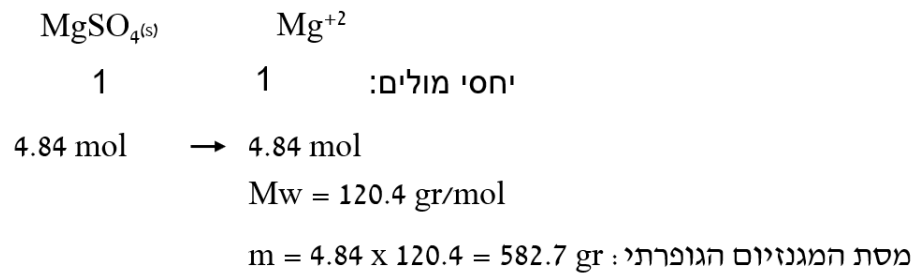 MgSO₄(s) Mg⁺²
1 1 יחסי מולים:
4.84 mol → 4.84 mol
Mw = 120.4 gr/mol
m = 4.84 x 120.4 = 582.7 gr : מסת המגנזיום הגופרתי